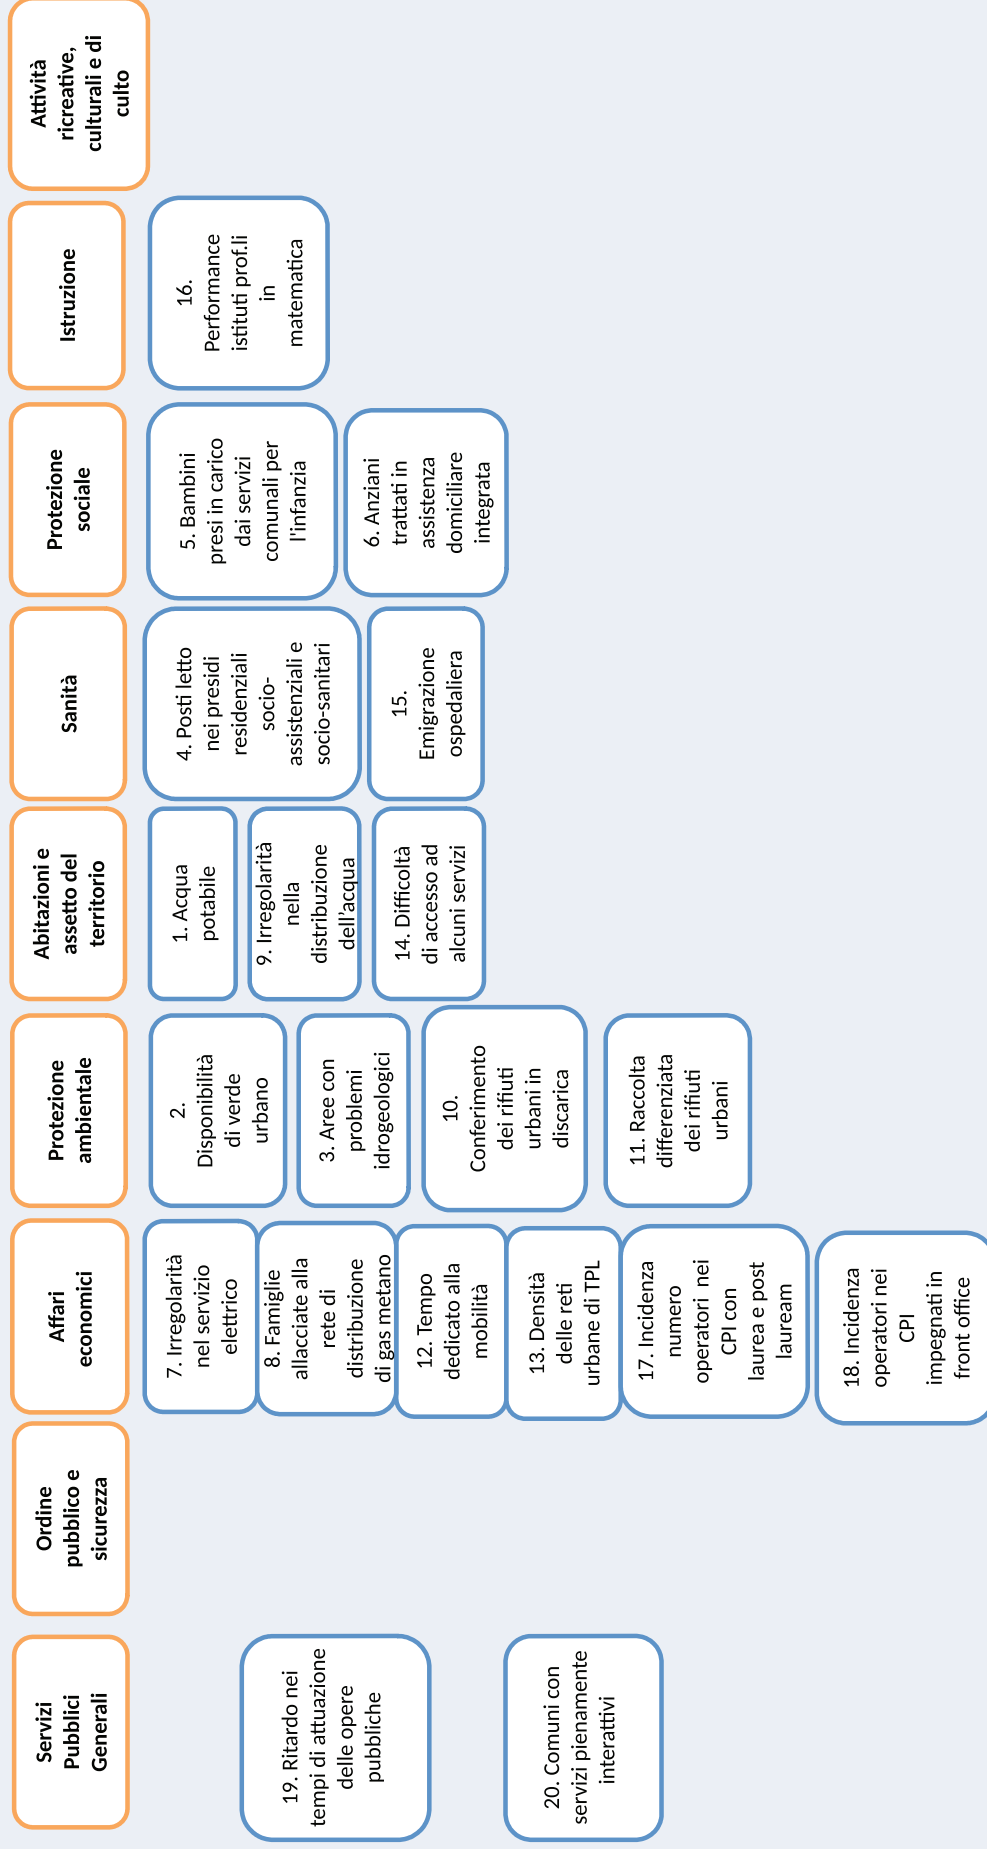 Servizi
Pubblici
Generali
Ordine
pubblico e
sicurezza
Affari
economici
Protezione
ambientale
Abitazioni e
assetto del
territorio
Sanità
Protezione
sociale
Istruzione
Attività
ricreative,
culturali e di
culto
19. Ritardo nei
tempi di attuazione
delle opere
pubbliche
20. Comuni con
servizi pienamente
interattivi
7. Irregolarità
nel servizio
elettrico
8. Famiglie
allacciate alla
rete di
distribuzione
di gas metano
12. Tempo
dedicato alla
mobilità
13. Densità
delle reti
urbane di TPL
17. Incidenza
numero
operatori nei
CPI con
laurea e post
lauream
18. Incidenza
operatori nei
CPI
impegnati in
front office
2.
Disponibilità
di verde
urbano
3. Aree con
problemi
idrogeologici
10.
Conferimento
dei rifiuti
urbani in
discarica
11. Raccolta
differenziata
dei rifiuti
urbani
1. Acqua
potabile
9. Irregolarità
nella
distribuzione
dell'acqua
14. Difficoltà
di accesso ad
alcuni servizi
4. Posti letto
nei presidi
residenziali
socio-
assistenziali e
socio-sanitari
15.
Emigrazione
ospedaliera
5. Bambini
presi in carico
dai servizi
comunali per
l'infanzia
6. Anziani
trattati in
assistenza
domiciliare
integrata
16.
Performance
istituti prof.li
in
matematica